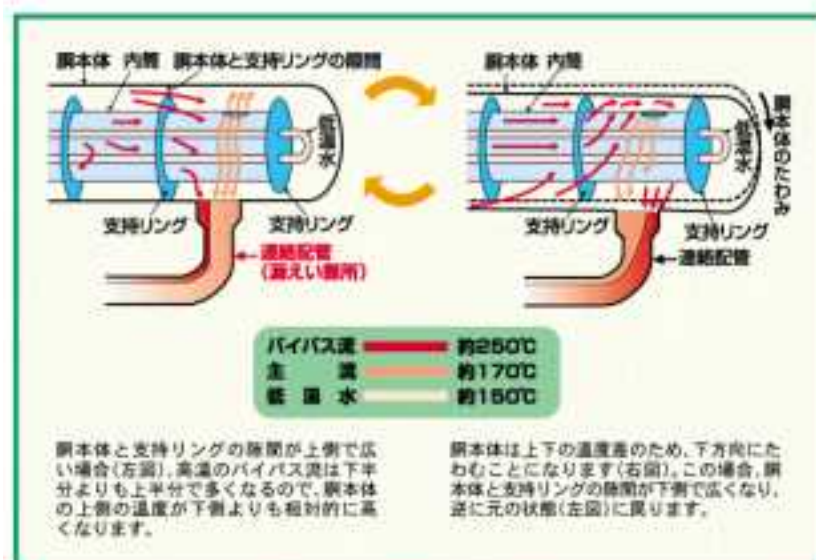 胴本体 内筒 胴本体と支持リングの隙間
低温水
支持リング
支持リング
連絡配管
(漏えい箇所)
胴本体 内筒
胴本体のたわみ
低温水
支持リング
支持リング
連絡配管
バイパス流 約250℃
主流 約170℃
低温水 約150℃
胴本体と支持リングの隙間が上側で広
い場合(左図)、高温のバイパス流は下半
分よりも上半分で多くなるので、胴本体
の上側の温度が下側よりも相対的に高
くなります。
胴本体は上下の温度差のため、下方向にた
わむことになります(右図)。この場合、胴
本体と支持リングの隙間が下側で広くなり、
逆に元の状態(左図)に戻ります。